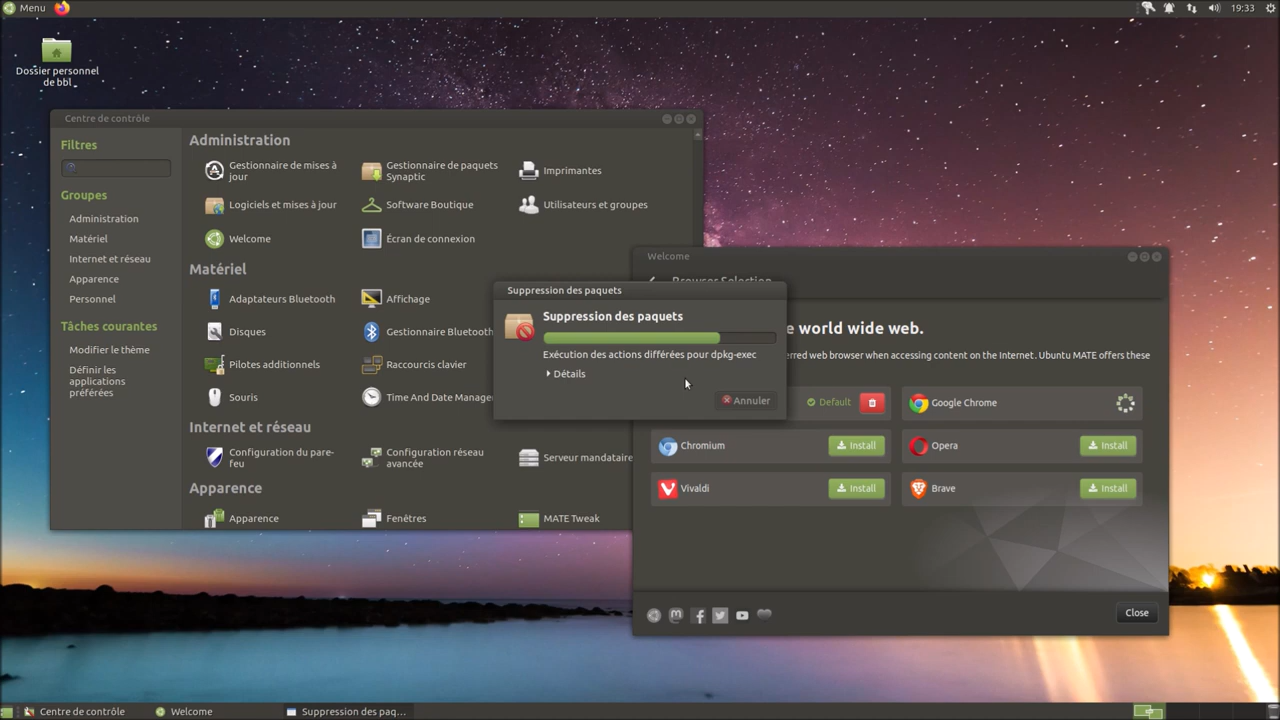 Menu
19:33
Dossier personnel
de bbl
Centre de contrôle
Filtres
Groupes
Administration
Matériel
Internet et réseau
Apparence
Personnel
Tâches courantes
Modifier le thème
Définir les
applications
préférées
Administration
Gestionnaire de mises à
jour
Gestionnaire de paquets
Synaptic
Imprimantes
Logiciels et mises à jour
Software Boutique
Utilisateurs et groupes
Welcome
Écran de connexion
Matériel
Adaptateurs Bluetooth
Affichage
Disques
Gestionnaire Bluetooth
Pilotes additionnels
Raccourcis clavier
Souris
Time And Date Manage
Internet et réseau
Configuration du pare-
feu
Configuration réseau
avancée
Serveur mandataire
Apparence
Apparence
Fenêtres
MATE Tweak
Suppression des paquets
Suppression des paquets
Exécution des actions différées pour dpkg-exec
Détails
Annuler
Welcome
Browser Selection
e world wide web.
rred web browser when accessing content on the Internet. Ubuntu MATE offers these
Default
Google Chrome
Chromium
Install
Opera
Install
Vivaldi
Install
Brave
Install
Close
Centre de contrôle
Welcome
Suppression des paq...